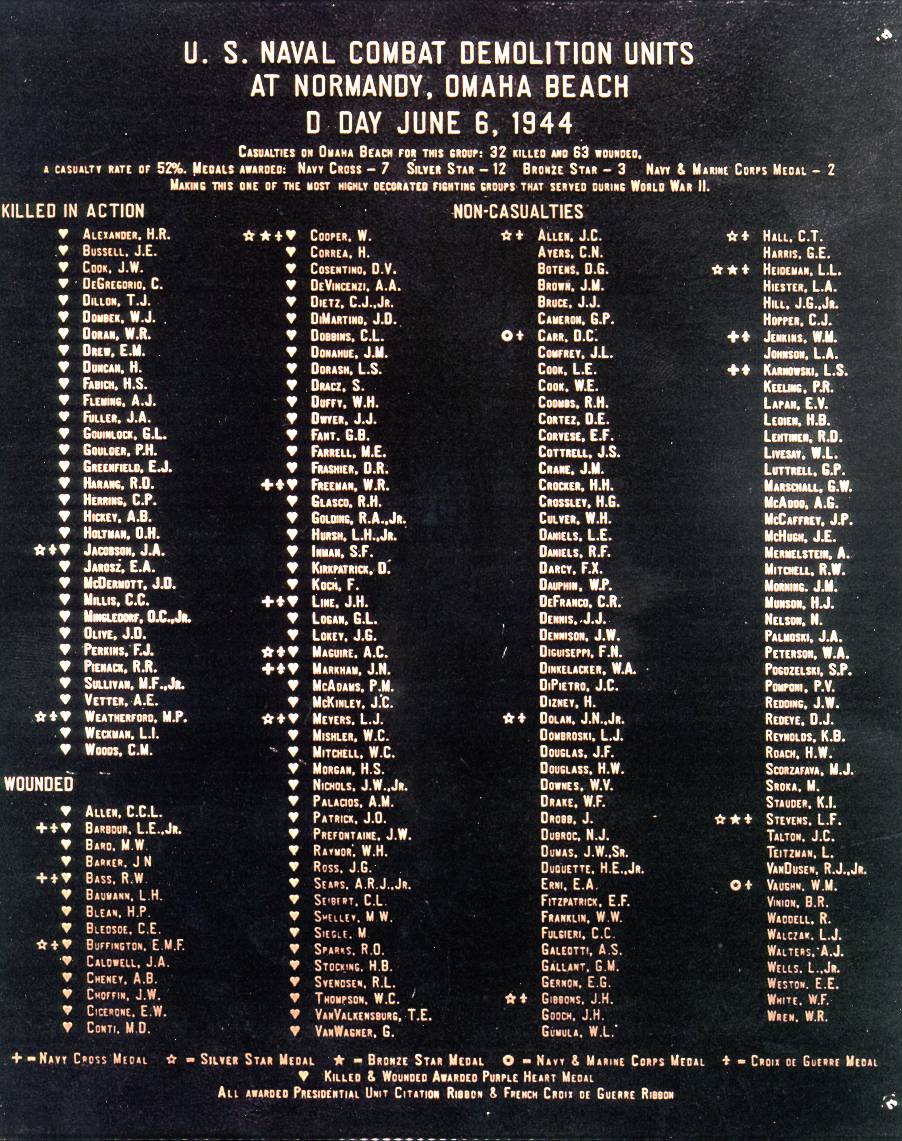 U. S. NAVAL COMBAT DEMOLITION UNITS
AT NORMANDY, OMAHA BEACH
D DAY JUNE 6, 1944
CASUALTIES ON OMAHA BEACH FOR THIS GROUP: 32 KILLED AND 63 WOUNDED,
A CASUALTY RATE OF 52%. MEDALS AWARDED: NAVY CROSS – 7 SILVER STAR – 12 BRONZE STAR – 3 NAVY & MARINE CORPS MEDAL – 2
MAKING THIS ONE OF THE MOST HIGHLY DECORATED FIGHTING GROUPS THAT SERVED DURING WORLD WAR II.
KILLED IN ACTION
♥ ALEXANDER, H.R.
♥ BUSSELL, J.E.
♥ COOK, J.W.
♥ DEGREGORIO, C.
♥ DILLON, T.J.
♥ DOMBEK, W.J.
♥ DORAN, W.R.
♥ DREW, E.M.
♥ DUNCAN, H.
♥ FABICH, H.S.
♥ FLEMING, A.J.
♥ FULLER, J.A.
♥ GOUINLOCK, G.L.
♥ GOULDER, P.H.
♥ GREENFIELD, E.J.
♥ HARANG, R.D.
♥ HERRING, C.P.
♥ HICKEY, A.B.
♥ HOLTMAN, O.H.
☆‡♥ JACOBSON, J.A.
♥ JAROSZ, E.A.
♥ MCDERMOTT, J.D.
♥ MILLIS, C.C.
♥ MINGLEDORF, O.C.,JR.
♥ OLIVE, J.D.
♥ PERKINS, F.J.
♥ PIENACK, R.R.
♥ SULLIVAN, M.F.,JR.
♥ VETTER, A.E.
☆‡♥ WEATHERFORD, M.P.
♥ WECKMAN, L.I.
♥ WOODS, C.M.
WOUNDED
♥ ALLEN, C.C.L.
+‡♥ BARBOUR, L.E.,JR.
♥ BARD, M.W.
♥ BARKER, J.N
+‡♥ BASS, R.W.
♥ BAUMANN, L.H.
♥ BLEAN, H.P.
♥ BLEDSOE, C.E.
☆‡♥ BUFFINGTON, E.M.F.
♥ CALDWELL, J.A.
♥ CHENEY, A.B.
♥ CHOFFIN, J.W.
♥ CICERONE, E.W.
♥ CONTI, M.D.
☆★‡♥ COOPER, W.
♥ CORREA, H.
♥ COSENTINO, D.V.
♥ DEVINCENZI, A.A.
♥ DIETZ, C.J.,JR.
♥ DIMARTINO, J.D.
♥ DOBBINS, C.L.
♥ DONAHUE, J.M.
♥ DORASH, L.S.
♥ DRACZ, S.
♥ DUFFY, W.H.
♥ DWYER, J.J.
♥ FANT, G.B.
♥ FARRELL, M.E.
♥ FRASHIER, D.R.
+‡♥ FREEMAN, W.R.
♥ GLASCO, R.H.
♥ GOLDING, R.A.,JR.
♥ HURSH, L.H.,JR.
♥ INMAN, S.F.
♥ KIRKPATRICK, D.
♥ KOCH, F.
+‡♥ LINE, J.H.
♥ LOGAN, G.L.
♥ LOKEY, J.G.
☆‡♥ MAGUIRE, A.C.
+‡♥ MARKHAM, J.N.
♥ MCADAMS, P.M.
♥ MCKINLEY, J.C.
☆‡♥ MEYERS, L.J.
♥ MISHLER, W.C.
♥ MITCHELL, W.C.
♥ MORGAN, H.S.
♥ NICHOLS, J.W.,JR.
♥ PALACIOS, A.M.
♥ PATRICK, J.O.
♥ PREFONTAINE, J.W.
♥ RAYMOR, W.H.
♥ ROSS, J.G.
♥ SEARS, A.R.J.,JR.
♥ SEIBERT, C.L.
♥ SHELLEY, M W.
♥ SIEGLE, M.
♥ SPARKS, R.O.
♥ STOCKING, H.B.
♥ SVENDSEN, R.L.
♥ THOMPSON, W.C.
♥ VANVALKENSBURG, T.E.
♥ VANWAGNER, G.
NON-CASUALTIES
☆‡ ALLEN, J.C.
AYERS, C.N.
BOTENS, D.G.
BROWN, J.M.
BRUCE, J.J.
CAMERON, G.P.
○‡ CARR, D.C.
COMFREY, J.L.
COOK, L.E.
COOK, W.E.
COOMBS, R.H.
CORTEZ, D.E.
CORVESE, E.F.
COTTRELL, J.S.
CRANE, J.M.
CROCKER, H.H.
CROSSLEY, H.G.
CULVER, W.H.
DANIELS, L.E.
DANIELS, R.F.
DARCY, F.X.
DAUPHIN, W.P.
DEFRANCO, C.R.
DENNIS, J.J.
DENNISON, J.W.
DIGUISEPPI, F.N.
DINKELACKER, W.A.
DIPIETRO, J.C.
DIZNEY, H.
☆‡ DOLAN, J.N.,JR.
DOMBROSKI, L.J.
DOUGLAS, J.F.
DOUGLASS, H.W.
DOWNES, W.V.
DRAKE, W.F.
DROBB, J.
DUBROC, N.J.
DUMAS, J.W.,SR.
DUQUETTE, H.E.,JR.
ERNI, E.A.
FITZPATRICK, E.F.
FRANKLIN, W.W.
FULGIERI, C.C.
GALEOTTI, A.S.
GALLANT, G.M.
GERNON, E.G.
☆‡ GIBBONS, J.H.
GOOCH, J.H.
GUMULA, W.L.
☆‡ HALL, C.T.
HARRIS, G.E.
☆★‡ HEIDEMAN, L.L.
HIESTER, L.A.
HILL, J.G.,JR.
HOPPER, C.J.
+‡ JENKINS, W.M.
JOHNSON, L.A.
+‡ KARNOWSKI, L.S.
KEELING, P.R.
LAPAN, E.V.
LEDIEN, H.B.
LEHTINEN, R.D.
LIVESAY, W.L.
LUTTRELL, G.P.
MARSCHALL, G.W.
MCADOO, A.G.
MCCAFFREY, J.P.
MCHUGH, J.E.
MERMELSTEIN, A.
MITCHELL, R.W.
MORNING, J.M.
MUNSON, H.J.
NELSON, N.
PALMOSKI, J.A.
PETERSON, W.A.
POGOZELSKI, S.P.
POMPONI, P.V.
REDDING, J.W.
REDEYE, D.J.
REYNOLDS, K.B.
ROACH, H.W.
SCORZAFAVA, M.J.
SROKA, M.
STAUDER, K.I.
☆★‡ STEVENS, L.F.
TALTON, J.C.
TEITZMAN, L.
VANDUSEN, R.J.,JR.
○‡ VAUGHN, W.M.
VINION, B.R.
WADDELL, R.
WALCZAK, L.J.
WALTERS, A.J.
WELLS, L.,JR.
WESTON, E.E.
WHITE, W.F.
WREN, W.R.
+ – NAVY CROSS MEDAL ☆ – SILVER STAR MEDAL ★ – BRONZE STAR MEDAL ○ – NAVY & MARINE CORPS MEDAL ‡ – CROIX DE GUERRE MEDAL
♥ KILLED & WOUNDED AWARDED PURPLE HEART MEDAL
ALL AWARDED PRESIDENTIAL UNIT CITATION RIBBON & FRENCH CROIX DE GUERRE RIBBON